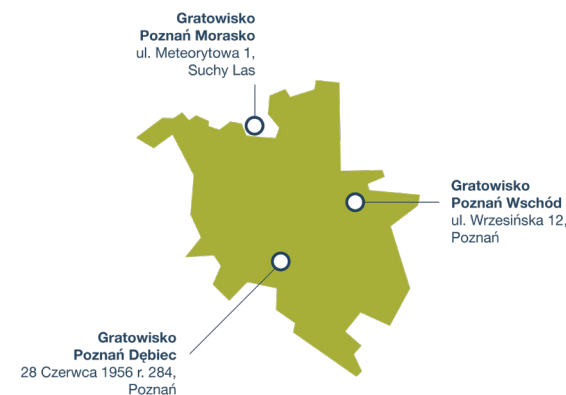 Gratowisko
Poznań Morasko
ul. Meteorytowa 1,
Suchy Las
Gratowisko
Poznań Wschód
ul. Wrzesińska 12,
Poznań
Gratowisko
Poznań Dębiec
28 Czerwca 1956 r. 284,
Poznań